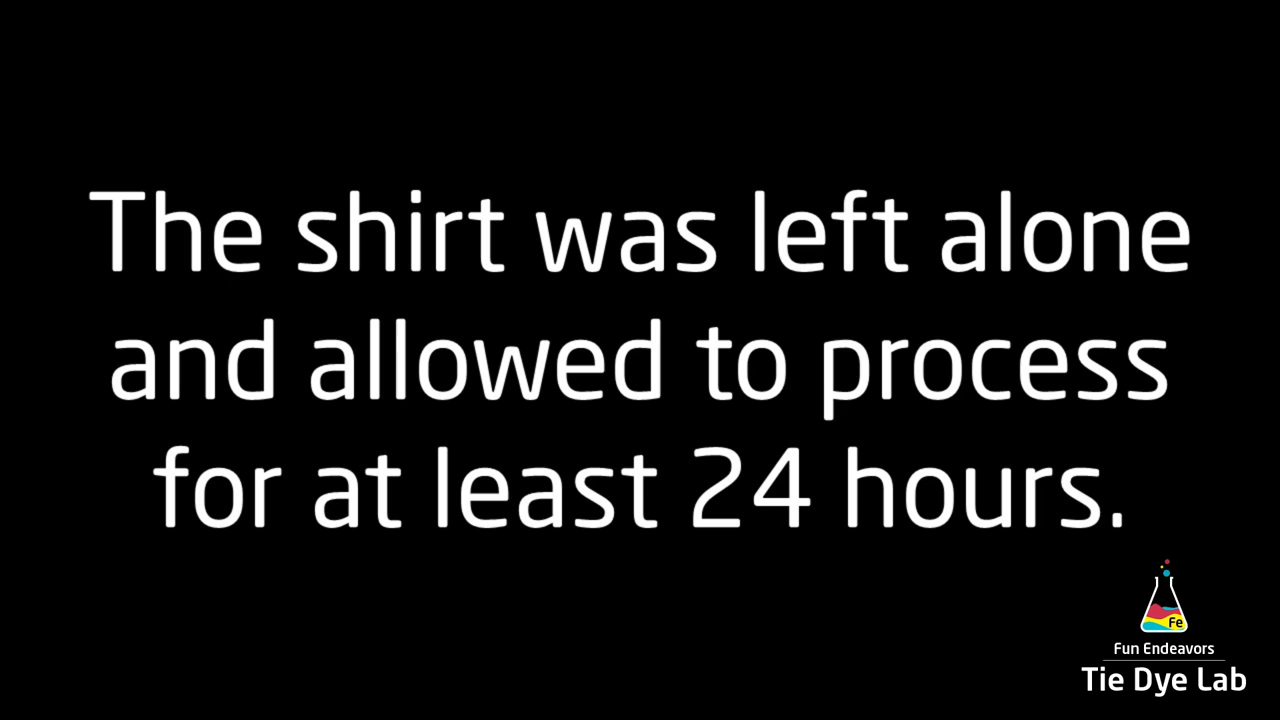 The shirt was left alone
and allowed to process
for at least 24 hours.
Fe
Fun Endeavors
Tie Dye Lab